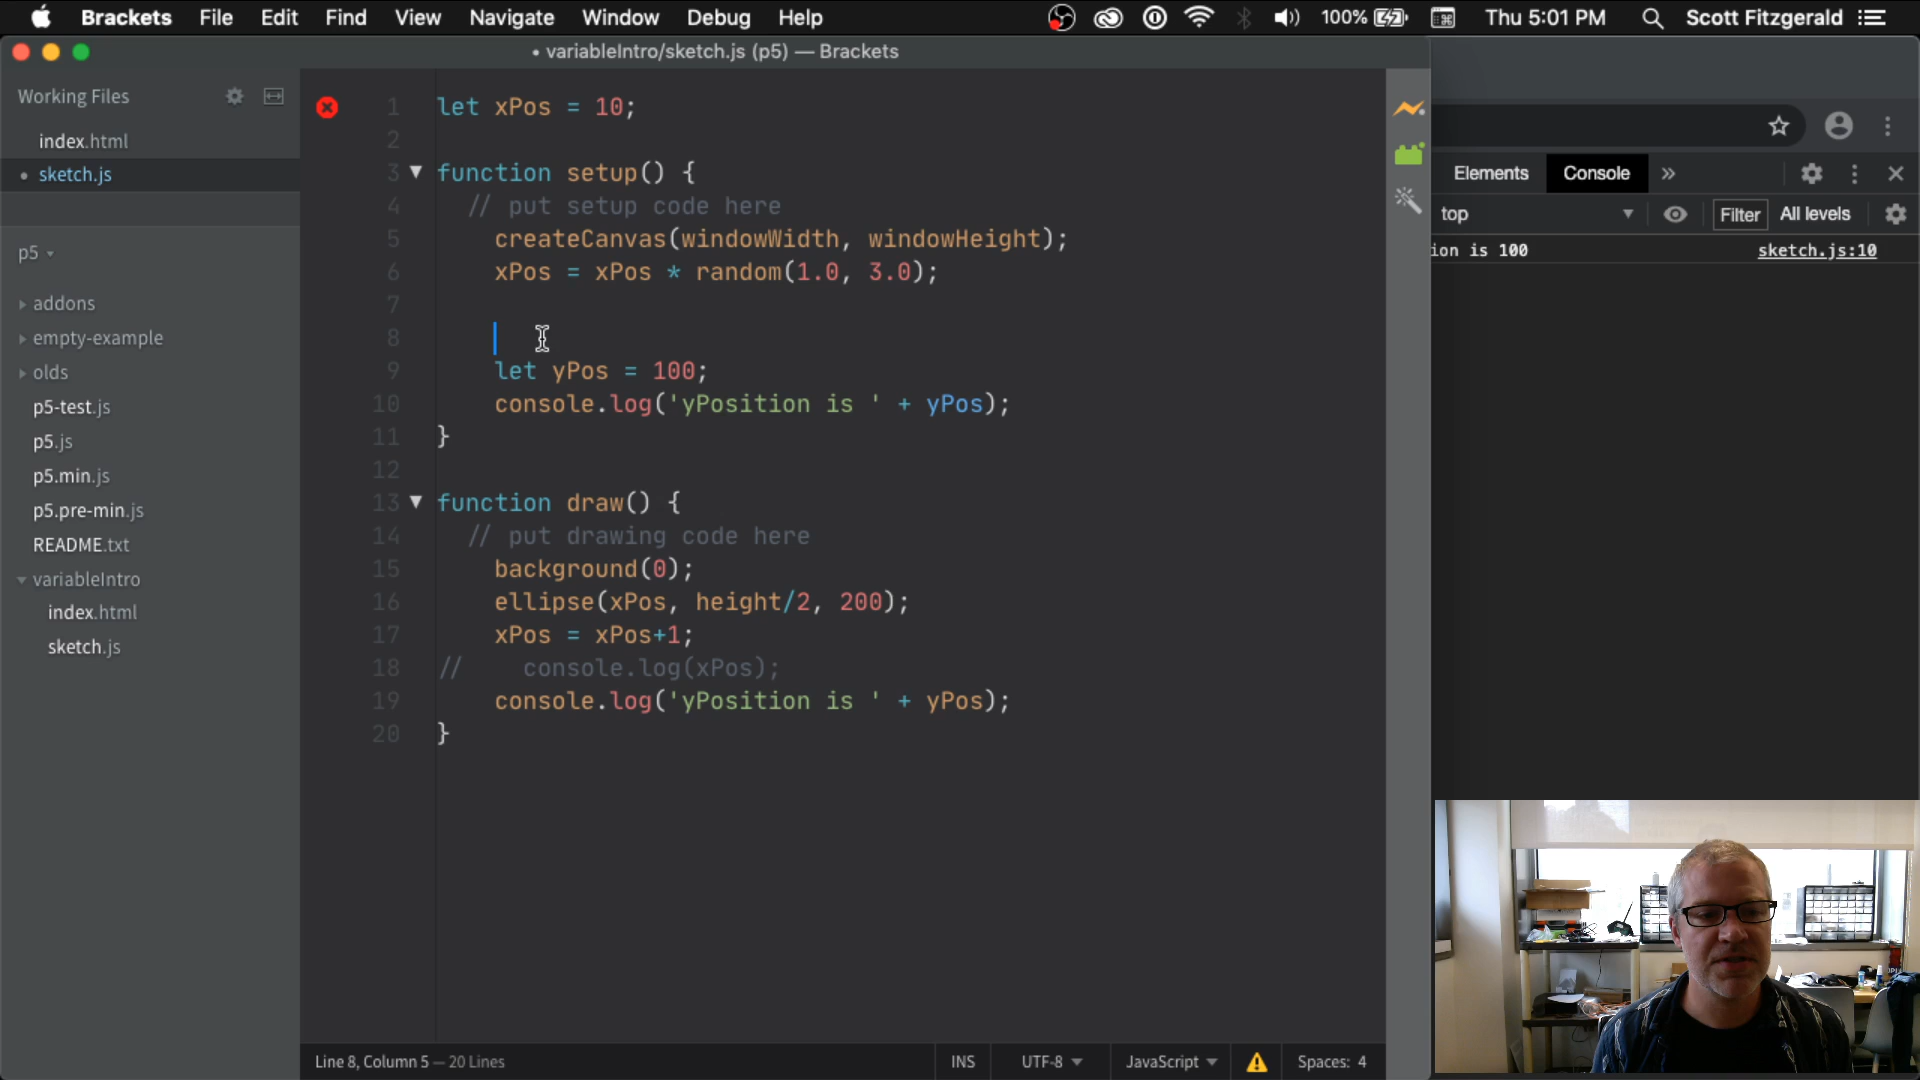 Brackets File Edit Find View Navigate Window Debug Help 100% Thu 5:01 PM Scott Fitzgerald
• variableIntro/sketch.js (p5) — Brackets
Working Files
index.html
• sketch.js
p5
addons
empty-example
olds
p5-test.js
p5.js
p5.min.js
p5.pre-min.js
README.txt
variableIntro
index.html
sketch.js
1 let xPos = 10;
2
3 function setup() {
4 // put setup code here
5 createCanvas(windowWidth, windowHeight);
6 xPos = xPos * random(1.0, 3.0);
7
8
9 let yPos = 100;
10 console.log('yPosition is ' + yPos);
11 }
12
13 function draw() {
14 // put drawing code here
15 background(0);
16 ellipse(xPos, height/2, 200);
17 xPos = xPos+1;
18 // console.log(xPos);
19 console.log('yPosition is ' + yPos);
20 }
Line 8, Column 5 — 20 Lines INS UTF-8 JavaScript Spaces: 4
Elements Console »
top Filter All levels
ion is 100 sketch.js:10